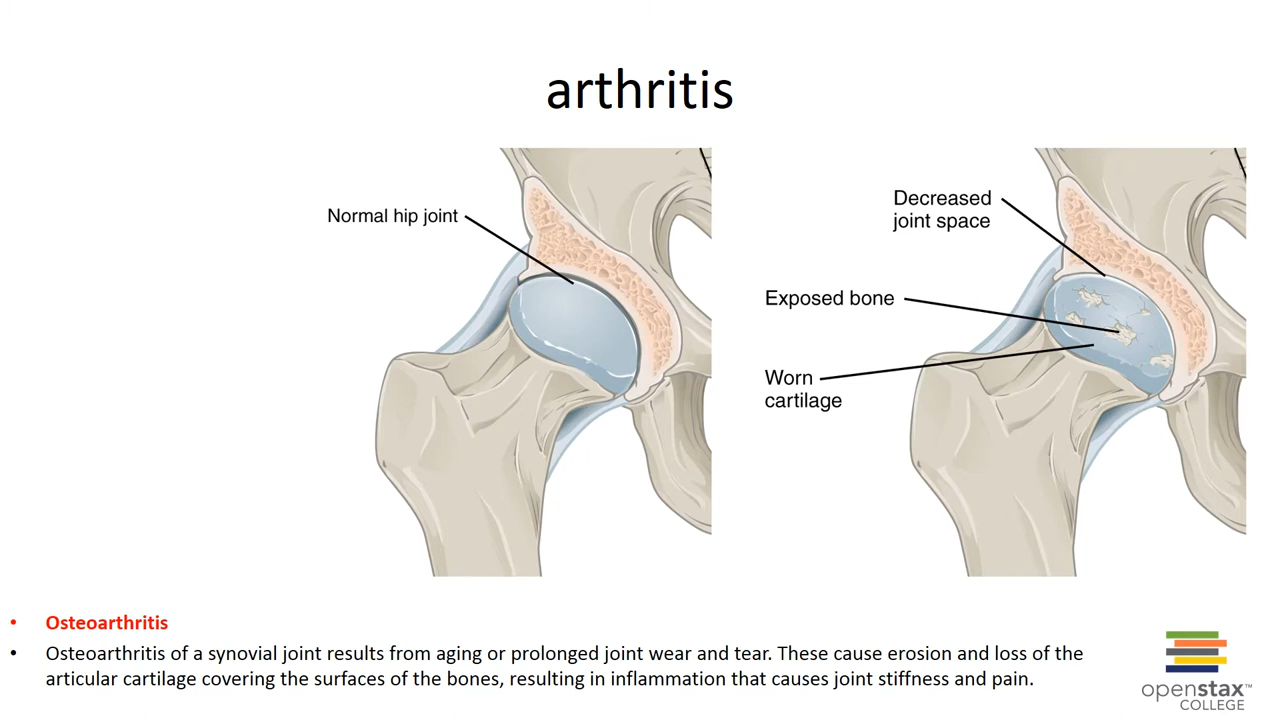 arthritis
Normal hip joint
Decreased
joint space
Exposed bone
Worn
cartilage
• Osteoarthritis
• Osteoarthritis of a synovial joint results from aging or prolonged joint wear and tear. These cause erosion and loss of the
articular cartilage covering the surfaces of the bones, resulting in inflammation that causes joint stiffness and pain.
openstax™
COLLEGE